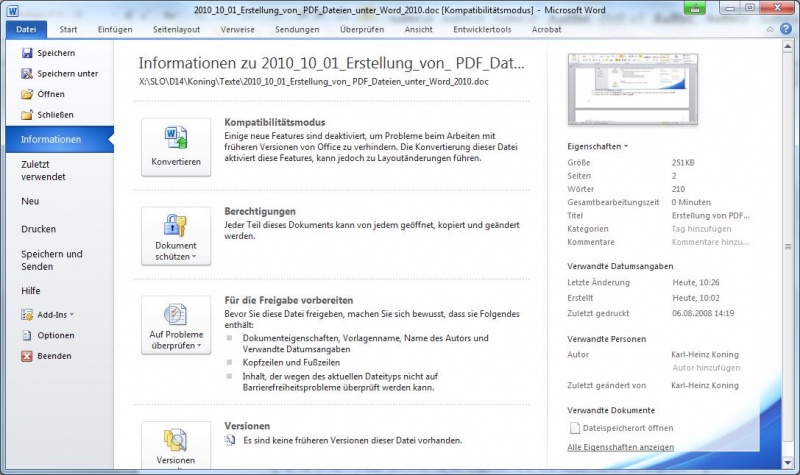 2010_10_01_Erstellung_von_ PDF_Dateien_unter_Word_2010.doc [Kompatibilitätsmodus] - Microsoft Word
Datei Start Einfügen Seitenlayout Verweise Sendungen Überprüfen Ansicht Entwicklertools Acrobat
Speichern
Speichern unter
Öffnen
Schließen
Informationen
Zuletzt
verwendet
Neu
Drucken
Speichern und
Senden
Hilfe
Add-Ins
Optionen
Beenden
Informationen zu 2010_10_01_Erstellung_von_ PDF_Dat...
X:\SLO\D14\Koning\Texte\2010_10_01_Erstellung_von_ PDF_Dateien_unter_Word_2010.doc
Konvertieren
Kompatibilitätsmodus
Einige neue Features sind deaktiviert, um Probleme beim Arbeiten mit
früheren Versionen von Office zu verhindern. Die Konvertierung dieser Datei
aktiviert diese Features, kann jedoch zu Layoutänderungen führen.
Dokument
schützen
Berechtigungen
Jeder Teil dieses Dokuments kann von jedem geöffnet, kopiert und geändert
werden.
Auf Probleme
überprüfen
Für die Freigabe vorbereiten
Bevor Sie diese Datei freigeben, machen Sie sich bewusst, dass sie Folgendes
enthält:
Dokumenteigenschaften, Vorlagenname, Name des Autors und
Verwandte Datumsangaben
Kopfzeilen und Fußzeilen
Inhalt, der wegen des aktuellen Dateityps nicht auf
Barrierefreiheitsprobleme überprüft werden kann.
Versionen
Versionen
Es sind keine früheren Versionen dieser Datei vorhanden.
Eigenschaften
Größe 251KB
Seiten 2
Wörter 210
Gesamtbearbeitungszeit 0 Minuten
Titel Erstellung von PDF...
Kategorien Tag hinzufügen
Kommentare Kommentare hinzu...
Verwandte Datumsangaben
Letzte Änderung Heute, 10:26
Erstellt Heute, 10:02
Zuletzt gedruckt 06.08.2008 14:19
Verwandte Personen
Autor Karl-Heinz Koning
Autor hinzufügen
Zuletzt geändert von Karl-Heinz Koning
Verwandte Dokumente
Dateispeicherort öffnen
Alle Eigenschaften anzeigen